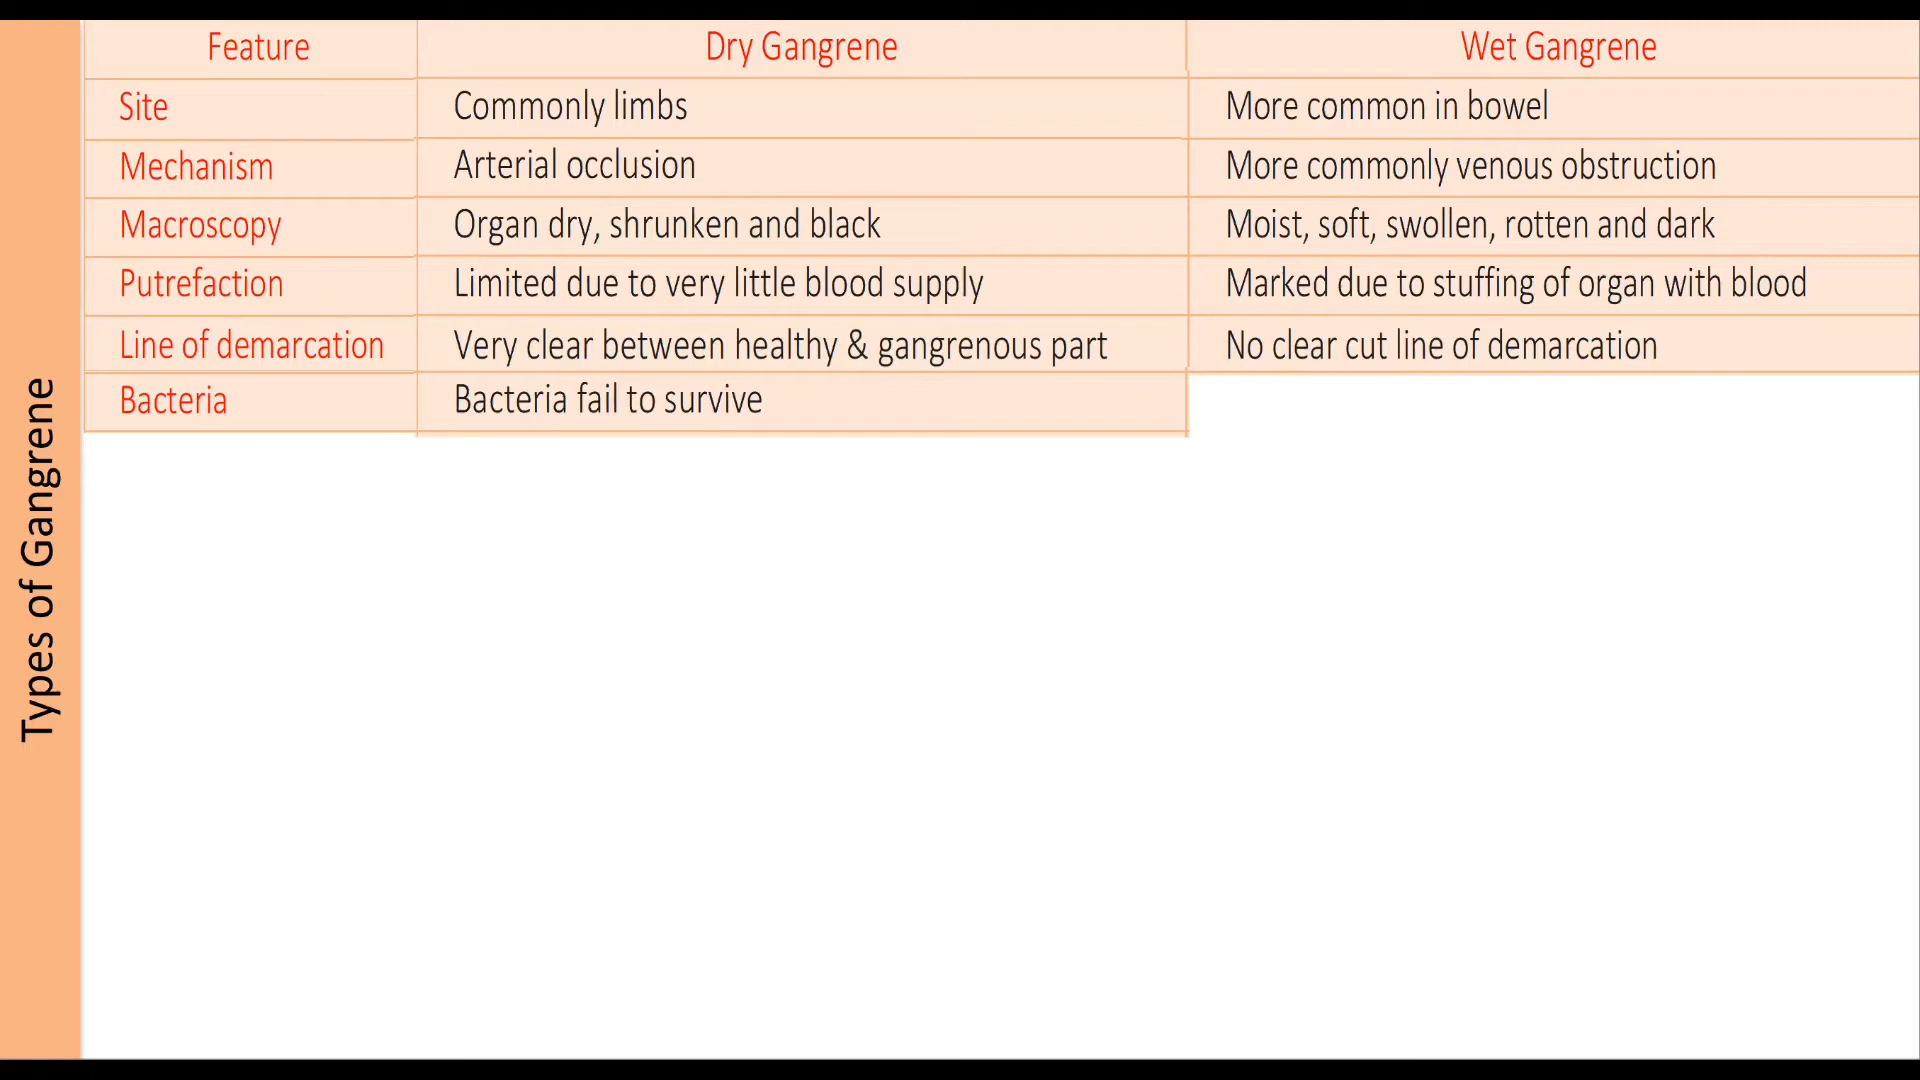 Types of Gangrene
Feature Dry Gangrene Wet Gangrene
Site Commonly limbs More common in bowel
Mechanism Arterial occlusion More commonly venous obstruction
Macroscopy Organ dry, shrunken and black Moist, soft, swollen, rotten and dark
Putrefaction Limited due to very little blood supply Marked due to stuffing of organ with blood
Line of demarcation Very clear between healthy & gangrenous part No clear cut line of demarcation
Bacteria Bacteria fail to survive